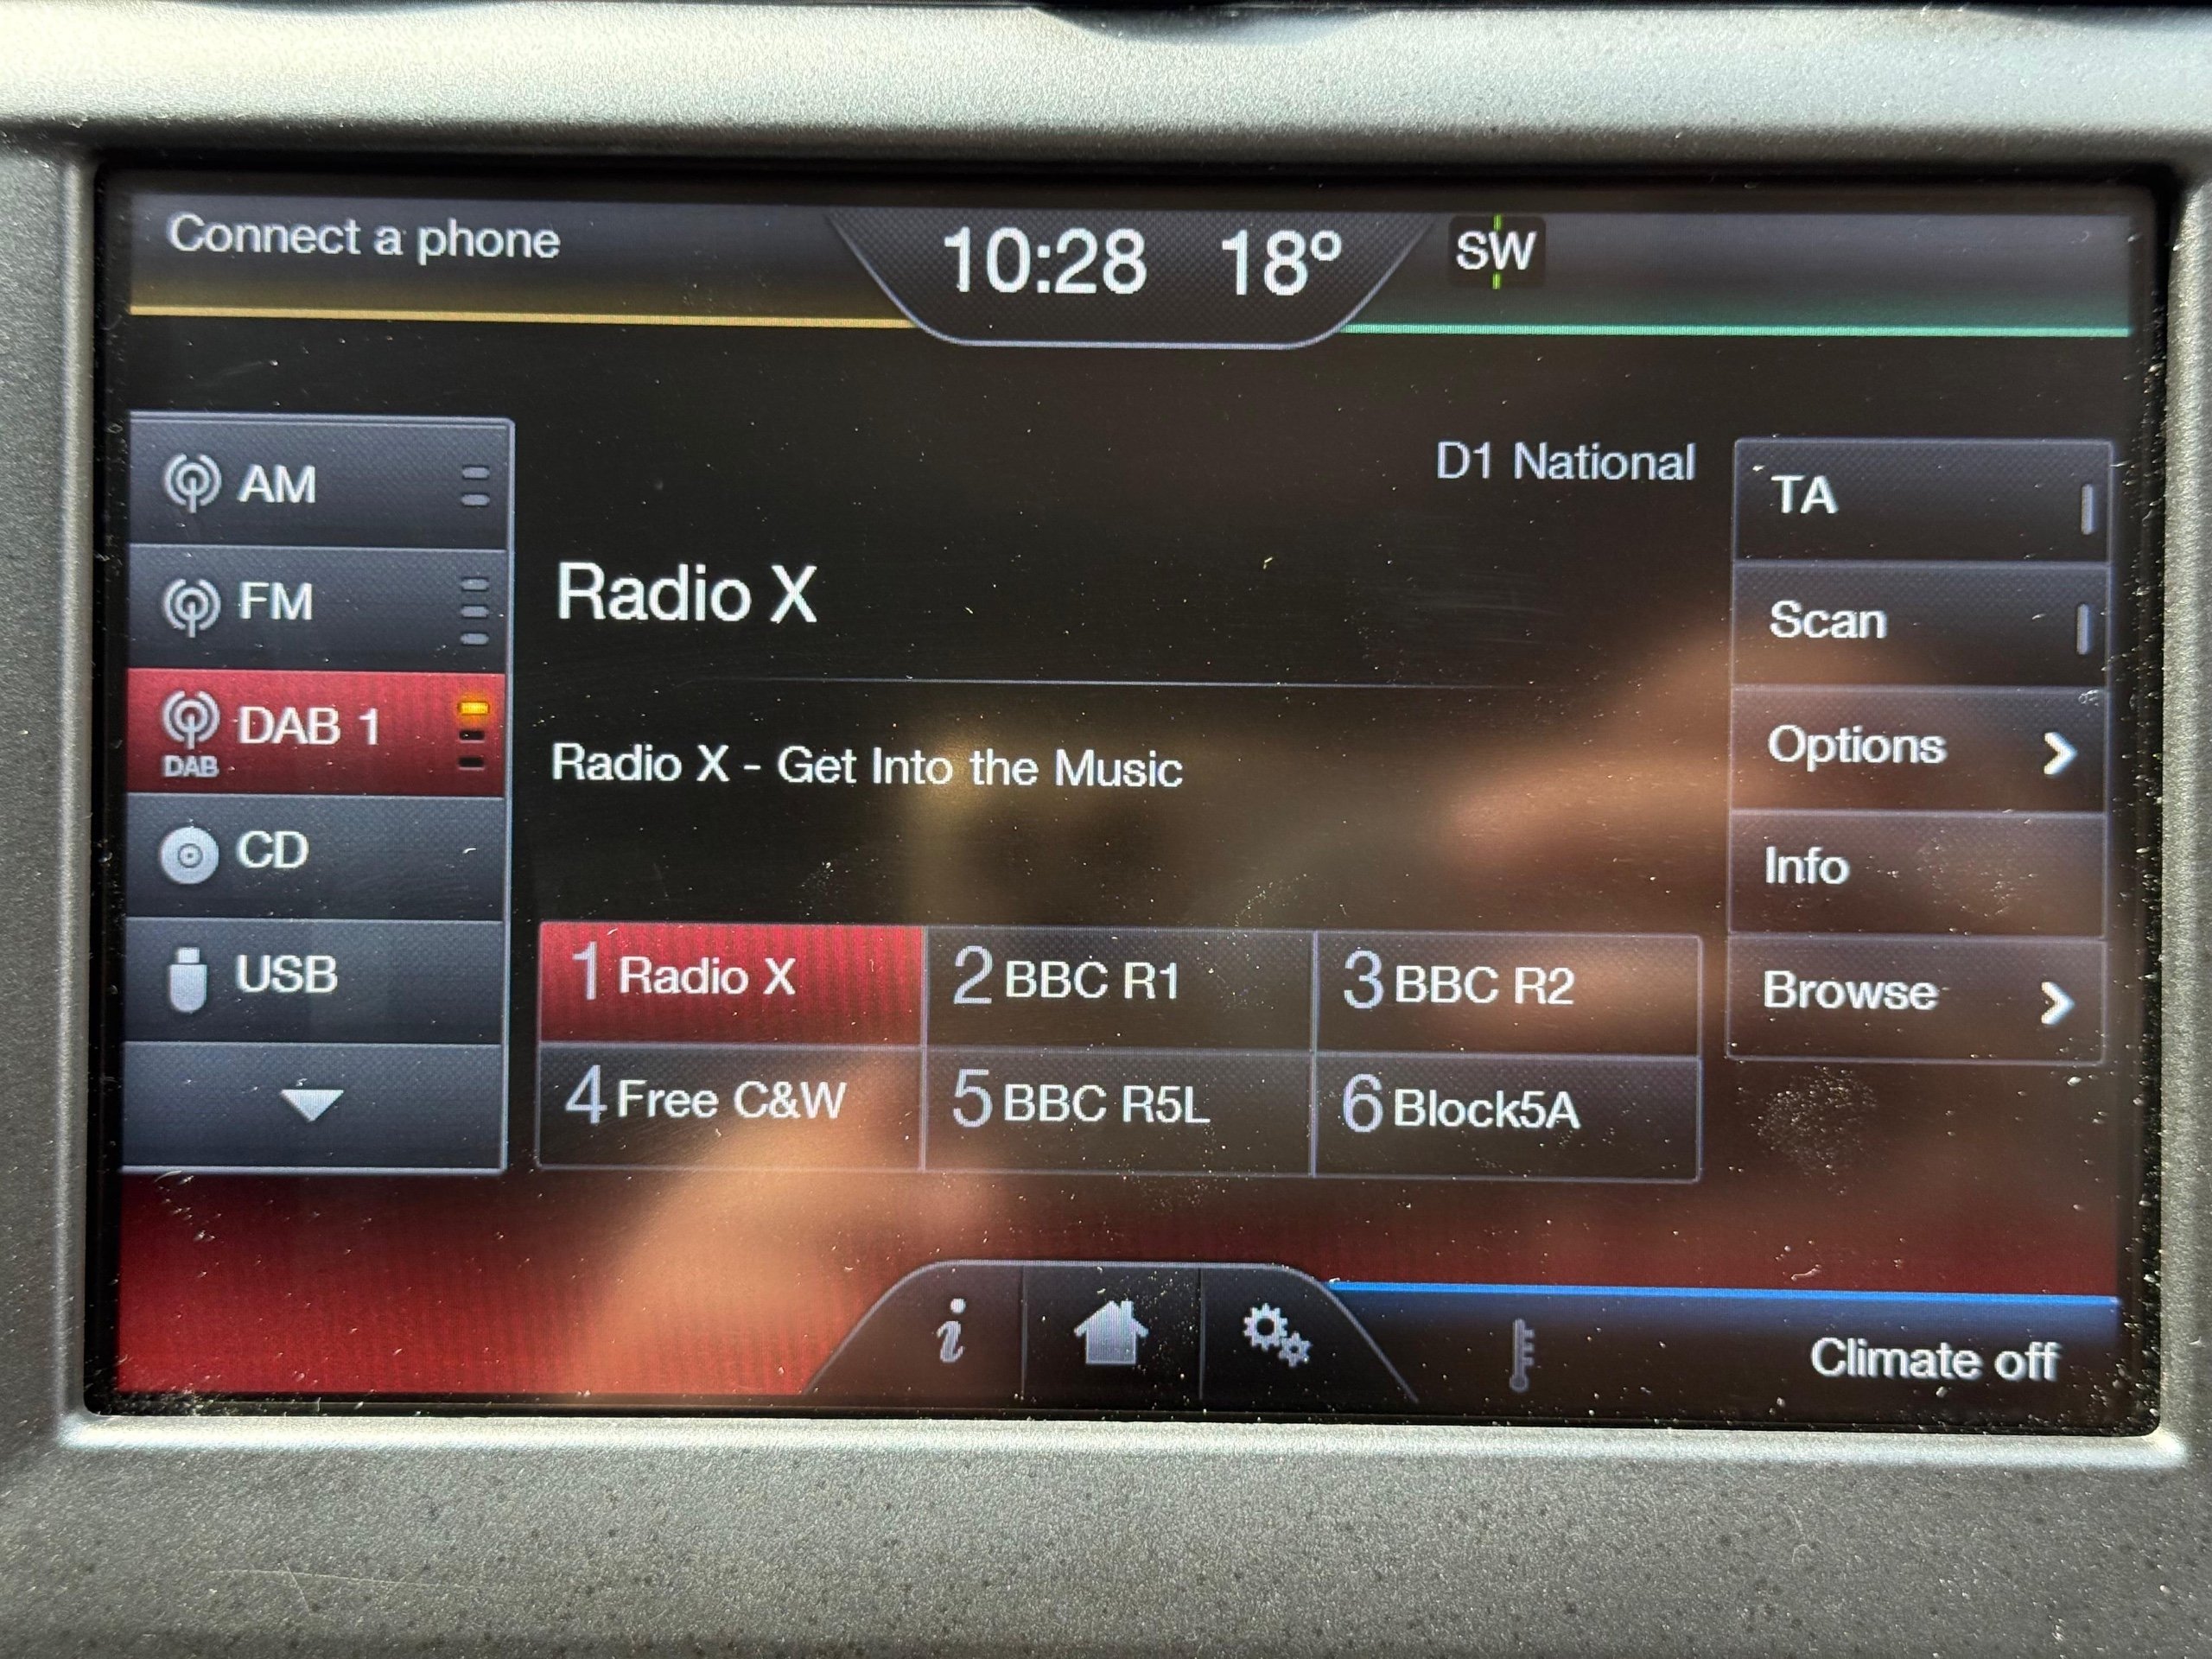 Connect a phone
10:28 18º SW
AM
FM
DAB 1
DAB
CD
USB
D1 National
Radio X
Radio X - Get Into the Music
1 Radio X
2 BBC R1
3 BBC R2
4 Free C&W
5 BBC R5L
6 Block5A
TA
Scan
Options
Info
Browse
i
Climate off